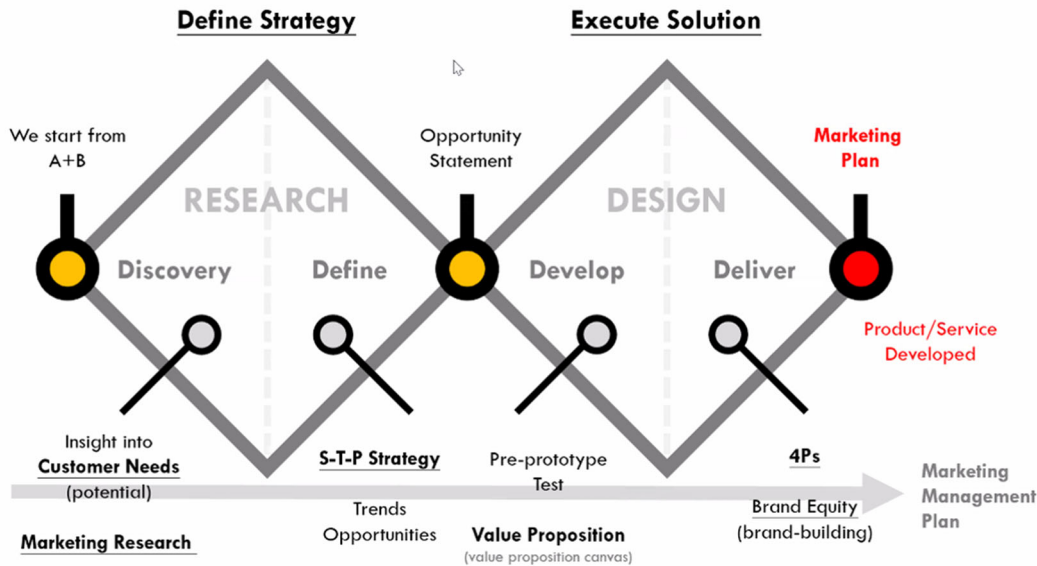 Define Strategy
Execute Solution
We start from
A+B
Opportunity
Statement
Marketing
Plan
RESEARCH
DESIGN
Discovery
Define
Develop
Deliver
Product/Service
Developed
Insight into
Customer Needs
(potential)
S-T-P Strategy
Pre-prototype
Test
4Ps
Marketing
Management
Plan
Trends
Opportunities
Brand Equity
(brand-building)
Marketing Research
Value Proposition
(value proposition canvas)